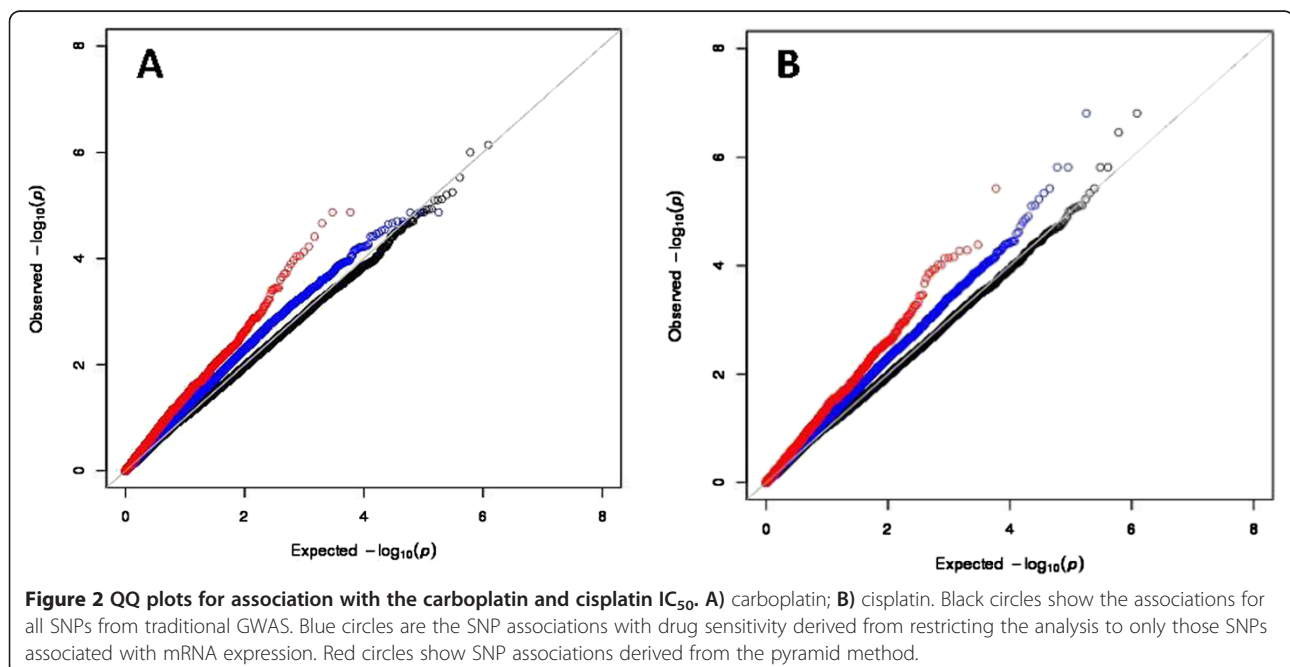 A
8
6
4
2
0
Observed −log10(p)
0 2 4 6 8
Expected −log10(p)
B
8
6
4
2
0
Observed −log10(p)
0 2 4 6 8
Expected −log10(p)
Figure 2 QQ plots for association with the carboplatin and cisplatin IC50. A) carboplatin; B) cisplatin. Black circles show the associations for
all SNPs from traditional GWAS. Blue circles are the SNP associations with drug sensitivity derived from restricting the analysis to only those SNPs
associated with mRNA expression. Red circles show SNP associations derived from the pyramid method.